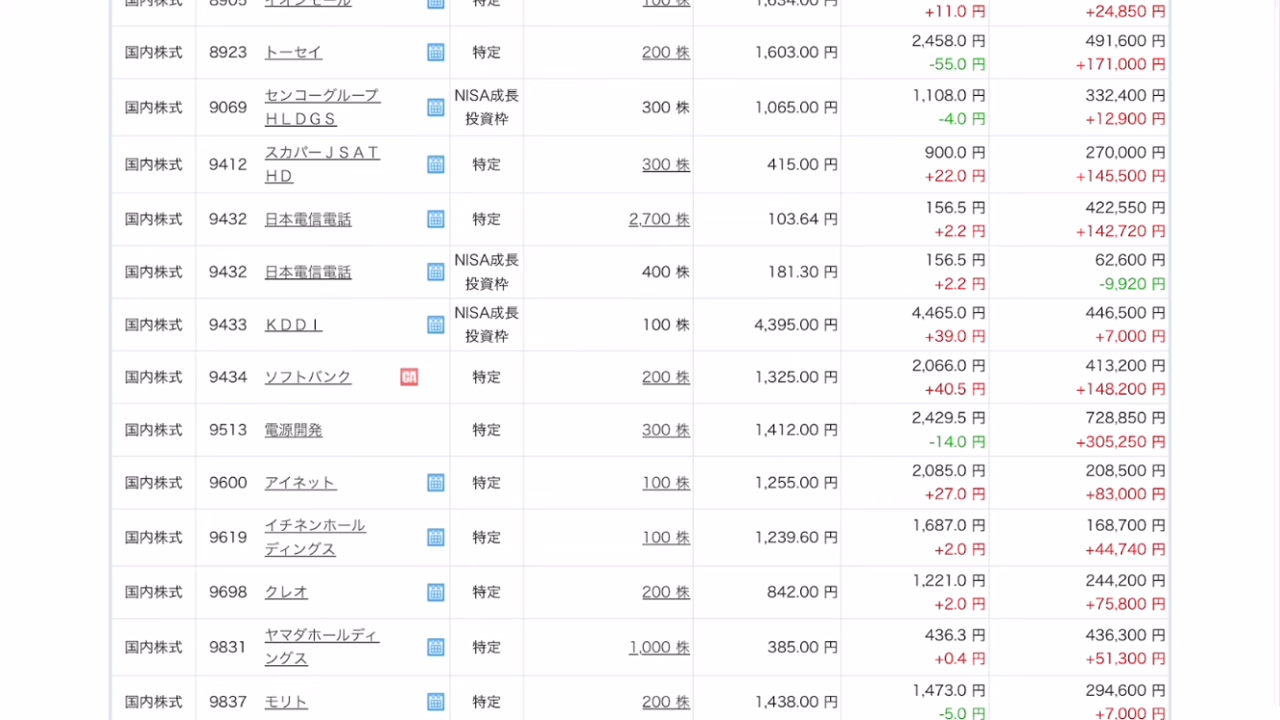 国内株式 8905 イオンモール 特定 100 株 1,634.00 円
+11.0 円 +24,850 円
国内株式 8923 トーセイ 特定 200 株 1,603.00 円 2,458.0 円 491,600 円
-55.0 円 +171,000 円
国内株式 9069 センコーグループ NISA成長 300 株 1,065.00 円 1,108.0 円 332,400 円
ＨＬＤＧＳ 投資枠 -4.0 円 +12,900 円
国内株式 9412 スカパーＪＳＡＴ 特定 300 株 415.00 円 900.0 円 270,000 円
ＨＤ +22.0 円 +145,500 円
国内株式 9432 日本電信電話 特定 2,700 株 103.64 円 156.5 円 422,550 円
+2.2 円 +142,720 円
国内株式 9432 日本電信電話 NISA成長 400 株 181.30 円 156.5 円 62,600 円
投資枠 +2.2 円 -9,920 円
国内株式 9433 ＫＤＤＩ NISA成長 100 株 4,395.00 円 4,465.0 円 446,500 円
投資枠 +39.0 円 +7,000 円
国内株式 9434 ソフトバンク CA 特定 200 株 1,325.00 円 2,066.0 円 413,200 円
+40.5 円 +148,200 円
国内株式 9513 電源開発 特定 300 株 1,412.00 円 2,429.5 円 728,850 円
-14.0 円 +305,250 円
国内株式 9600 アイネット 特定 100 株 1,255.00 円 2,085.0 円 208,500 円
+27.0 円 +83,000 円
国内株式 9619 イチネンホール 特定 100 株 1,239.60 円 1,687.0 円 168,700 円
ディングス +2.0 円 +44,740 円
国内株式 9698 クレオ 特定 200 株 842.00 円 1,221.0 円 244,200 円
+2.0 円 +75,800 円
国内株式 9831 ヤマダホールディ 特定 1,000 株 385.00 円 436.3 円 436,300 円
ングス +0.4 円 +51,300 円
国内株式 9837 モリト 特定 200 株 1,438.00 円 1,473.0 円 294,600 円
-5.0 円 +7,000 円